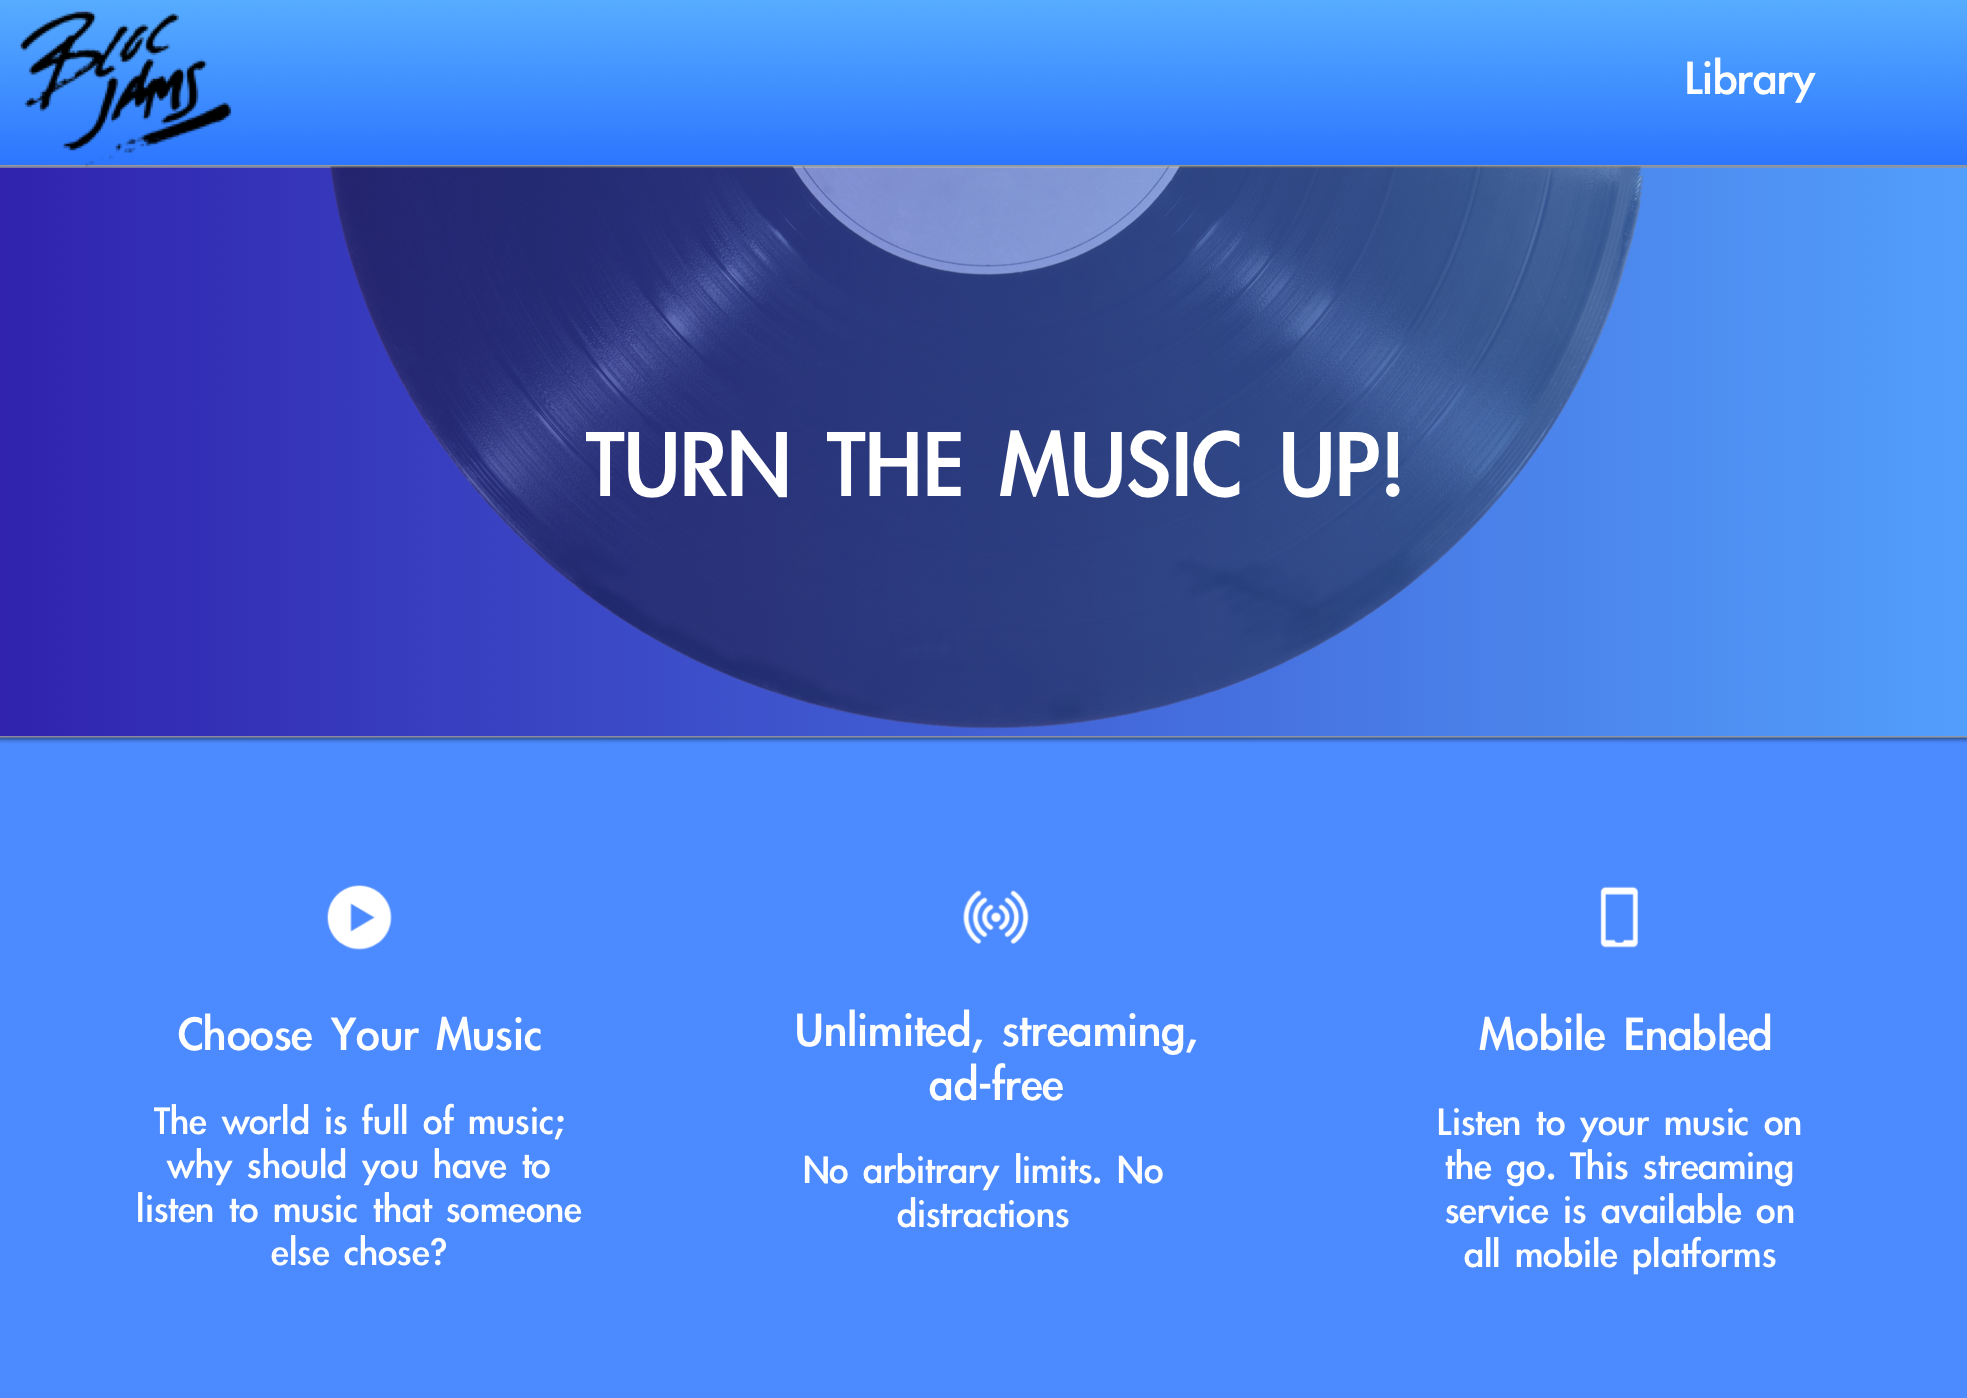 Bloc
Jams
Library
TURN THE MUSIC UP!
Choose Your Music
The world is full of music;
why should you have to
listen to music that someone
else chose?
Unlimited, streaming,
ad-free
No arbitrary limits. No
distractions
Mobile Enabled
Listen to your music on
the go. This streaming
service is available on
all mobile platforms